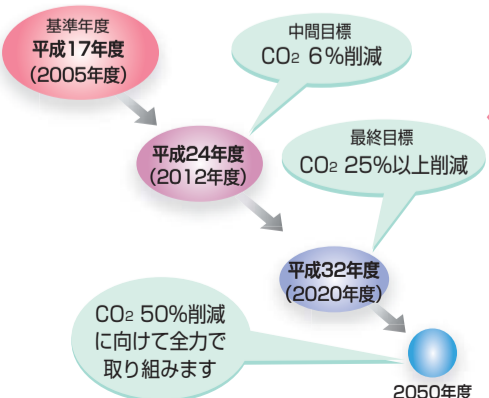 基準年度
平成17年度
(2005年度)
中間目標
CO2 6%削減
平成24年度
(2012年度)
最終目標
CO2 25%以上削減
平成32年度
(2020年度)
CO2 50%削減
に向けて全力で
取り組みます
2050年度